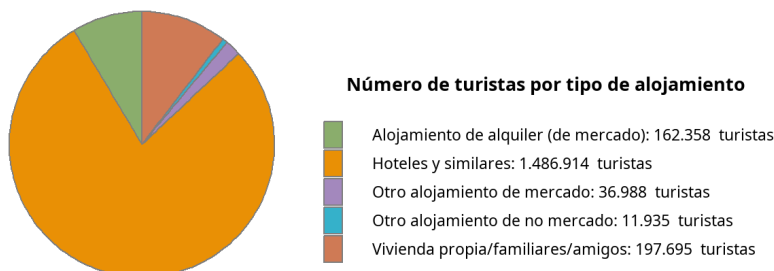 Número de turistas por tipo de alojamiento
Alojamiento de alquiler (de mercado): 162.358 turistas
Hoteles y similares: 1.486.914 turistas
Otro alojamiento de mercado: 36.988 turistas
Otro alojamiento de no mercado: 11.935 turistas
Vivienda propia/familiares/amigos: 197.695 turistas